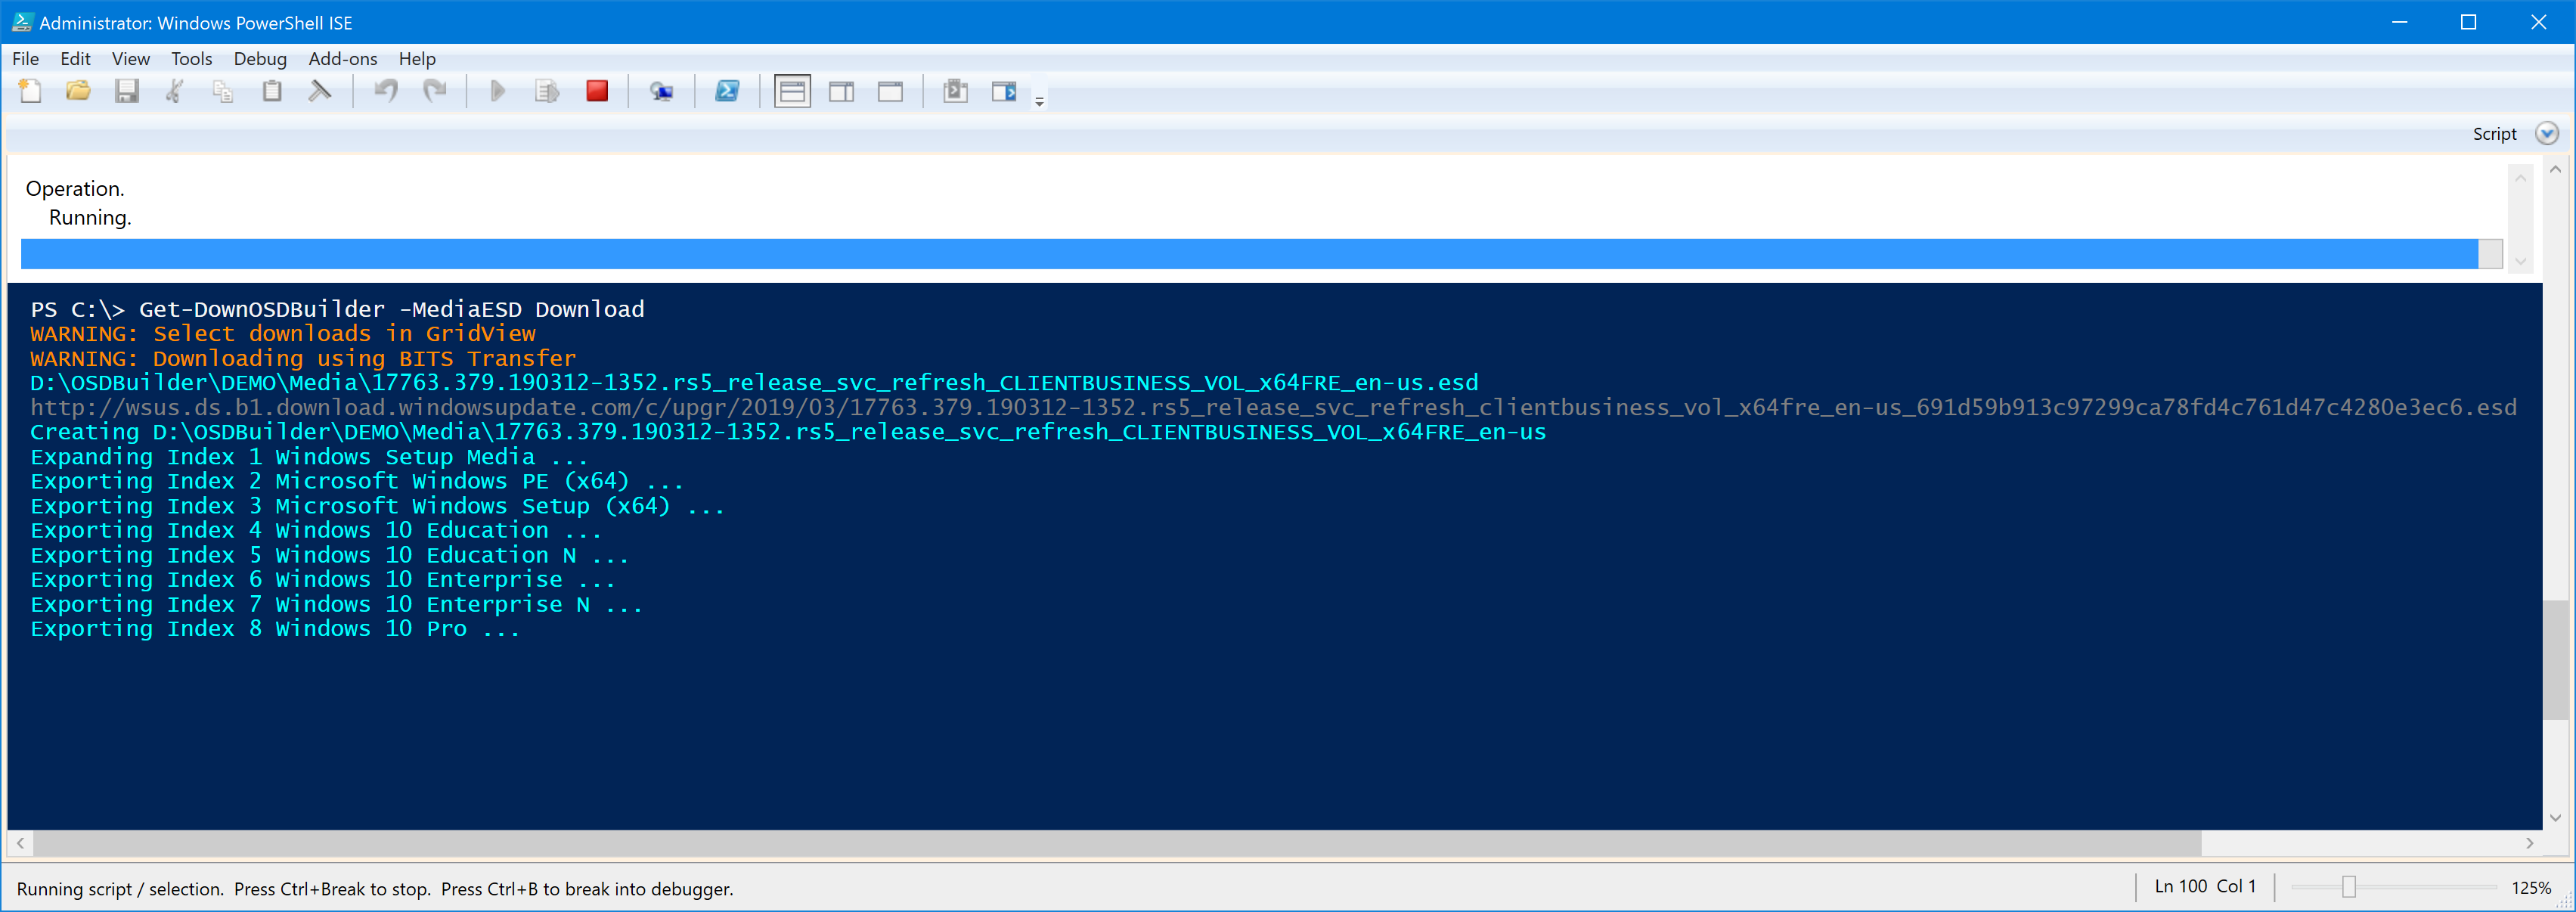 Administrator: Windows PowerShell ISE
File Edit View Tools Debug Add-ons Help
Script
Operation.
Running.
PS C:\> Get-DownOSDBuilder -MediaESD Download
WARNING: Select downloads in GridView
WARNING: Downloading using BITS Transfer
D:\OSDBuilder\DEMO\Media\17763.379.190312-1352.rs5_release_svc_refresh_CLIENTBUSINESS_VOL_x64FRE_en-us.esd
http://wsus.ds.b1.download.windowsupdate.com/c/upgr/2019/03/17763.379.190312-1352.rs5_release_svc_refresh_clientbusiness_vol_x64fre_en-us_691d59b913c97299ca78fd4c761d47c4280e3ec6.esd
Creating D:\OSDBuilder\DEMO\Media\17763.379.190312-1352.rs5_release_svc_refresh_CLIENTBUSINESS_VOL_x64FRE_en-us
Expanding Index 1 Windows Setup Media ...
Exporting Index 2 Microsoft Windows PE (x64) ...
Exporting Index 3 Microsoft Windows Setup (x64) ...
Exporting Index 4 Windows 10 Education ...
Exporting Index 5 Windows 10 Education N ...
Exporting Index 6 Windows 10 Enterprise ...
Exporting Index 7 Windows 10 Enterprise N ...
Exporting Index 8 Windows 10 Pro ...
Running script / selection. Press Ctrl+Break to stop. Press Ctrl+B to break into debugger.
Ln 100 Col 1
125%